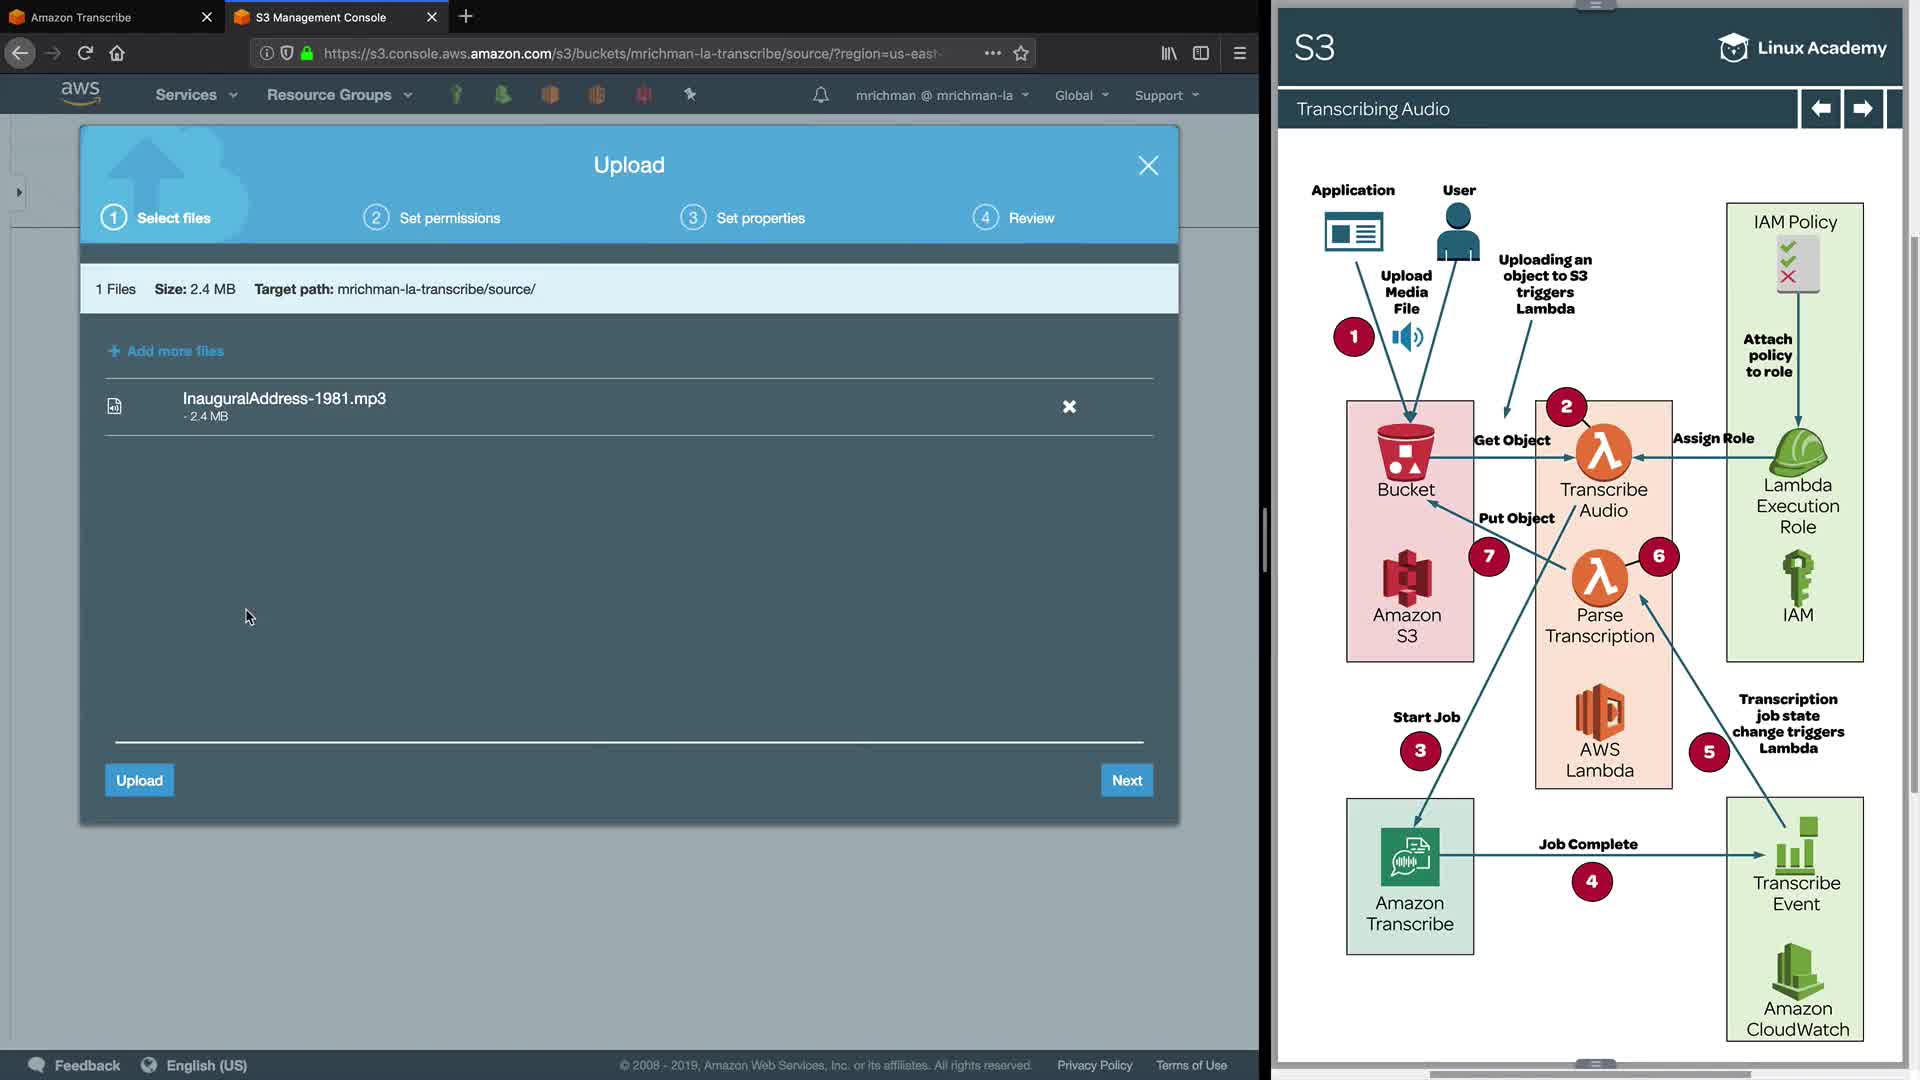 Amazon Transcribe
S3 Management Console
https://s3.console.aws.amazon.com/s3/buckets/mrichman-la-transcribe/source/?region=us-east-
aws
Services
Resource Groups
mrichman @ mrichman-la
Global
Support
Upload
1 Select files
2 Set permissions
3 Set properties
4 Review
1 Files Size: 2.4 MB Target path: mrichman-la-transcribe/source/
+ Add more files
InauguralAddress-1981.mp3
- 2.4 MB
Upload
Next
Feedback
English (US)
© 2008 - 2019, Amazon Web Services, Inc. or its affiliates. All rights reserved.
Privacy Policy
Terms of Use
S3
Linux Academy
Transcribing Audio
Application
User
IAM Policy
Upload
Media
File
Uploading an
object to S3
triggers
Lambda
1
Attach
policy
to role
2
Get Object
Assign Role
Bucket
Transcribe
Audio
Lambda
Execution
Role
Put Object
7
6
Amazon
S3
Parse
Transcription
IAM
Start Job
3
AWS
Lambda
5
Transcription
job state
change triggers
Lambda
Job Complete
4
Amazon
Transcribe
Transcribe
Event
Amazon
CloudWatch